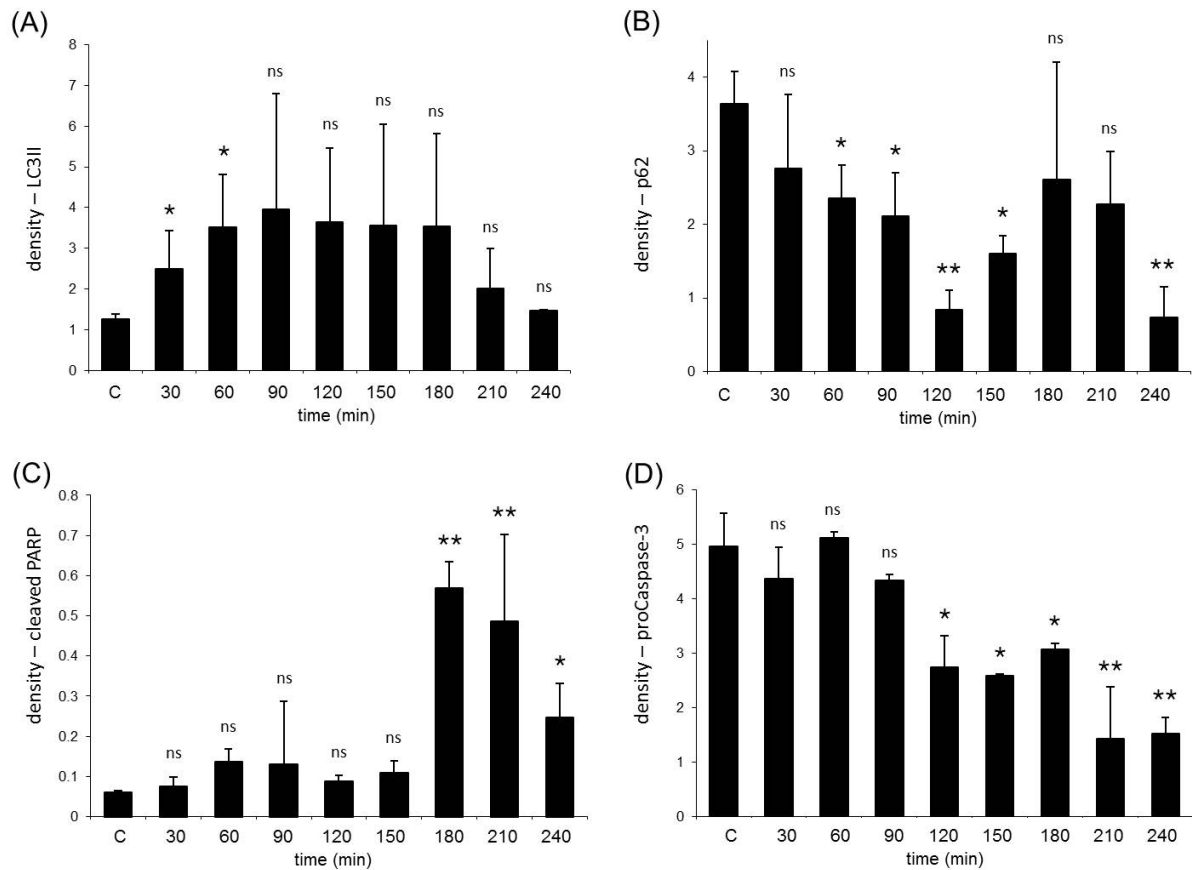 (A)
density – LC3II
8
7
6
5
4
3
2
1
0
* * ns ns ns ns ns ns
C 30 60 90 120 150 180 210 240
time (min)
(B)
density – p62
4
3
2
1
0
ns * * ** * ns ns **
C 30 60 90 120 150 180 210 240
time (min)
(C)
density – cleaved PARP
0.8
0.7
0.6
0.5
0.4
0.3
0.2
0.1
0
ns ns ns ns ns ** ** *
C 30 60 90 120 150 180 210 240
time (min)
(D)
density – proCaspase-3
6
5
4
3
2
1
0
ns ns ns * * * ** **
C 30 60 90 120 150 180 210 240
time (min)